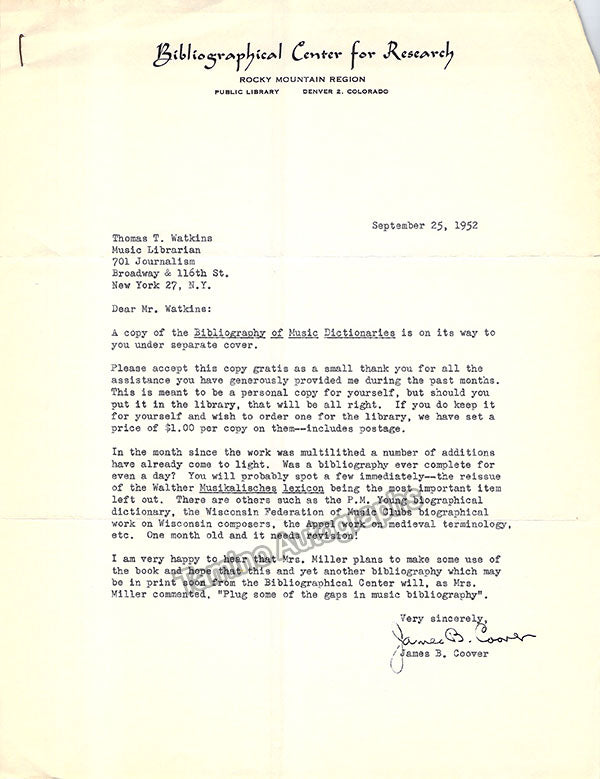 Bibliographical Center for Research
ROCKY MOUNTAIN REGION
PUBLIC LIBRARY DENVER 2, COLORADO
September 25, 1952
Thomas T. Watkins
Music Librarian
701 Journalism
Broadway & 116th St.
New York 27, N.Y.
Dear Mr. Watkins:
A copy of the Bibliography of Music Dictionaries is on its way to
you under separate cover.
Please accept this copy gratis as a small thank you for all the
assistance you have generously provided me during the past months.
This is meant to be a personal copy for yourself, but should you
put it in the library, that will be all right. If you do keep it
for yourself and wish to order one for the library, we have set a
price of $1.00 per copy on them--includes postage.
In the month since the work was multilithed a number of additions
have already come to light. Was a bibliography ever complete for
even a day? You will probably spot a few immediately--the reissue
of the Walther Musikalisches lexicon being the most important item
left out. There are others such as the P.M. Young biographical
dictionary, the Wisconsin Federation of Music Clubs biographical
work on Wisconsin composers, the Appel work on medieval terminology,
etc. One month old and it needs revision!
I am very happy to hear that Mrs. Miller plans to make some use of
the book and hope that this and yet another bibliography which may
be in print soon from the Bibliographical Center will, as Mrs.
Miller commented, "Plug some of the gaps in music bibliography".
Very sincerely,
James B. Coover
James B. Coover
Tamino Autographs